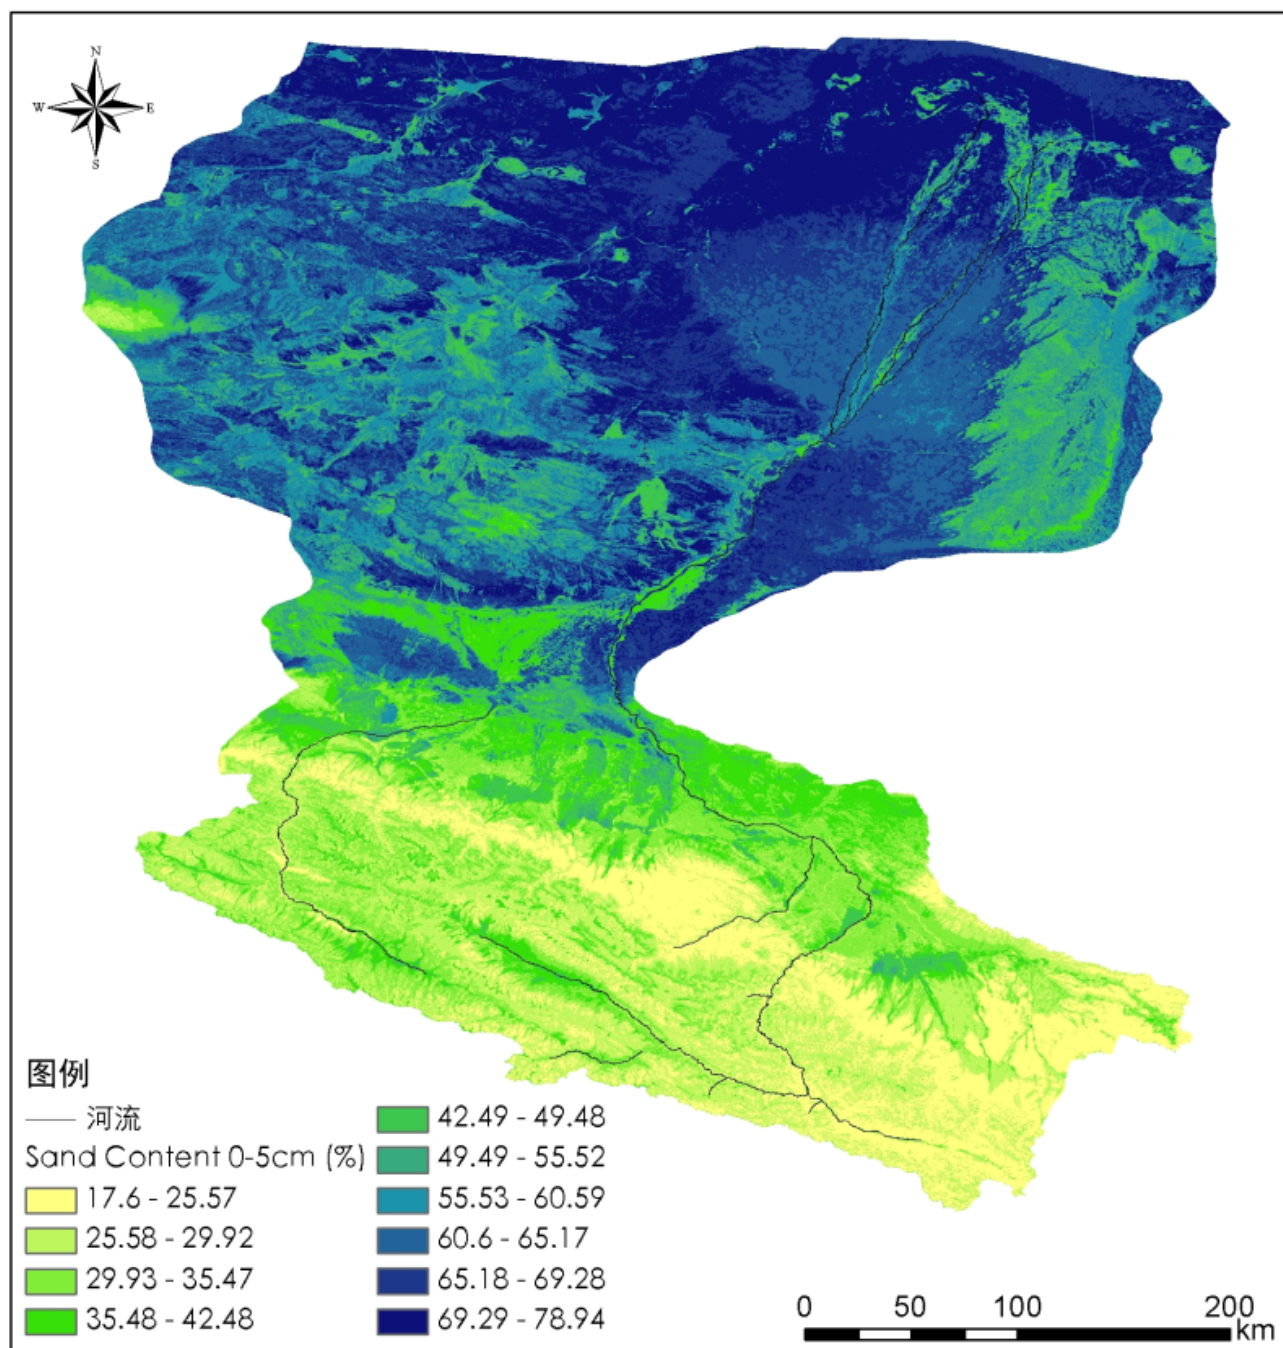 N
W E
S
图例
河流
Sand Content 0-5cm (%)
17.6 - 25.57
25.58 - 29.92
29.93 - 35.47
35.48 - 42.48
42.49 - 49.48
49.49 - 55.52
55.53 - 60.59
60.6 - 65.17
65.18 - 69.28
69.29 - 78.94
0 50 100 200
km